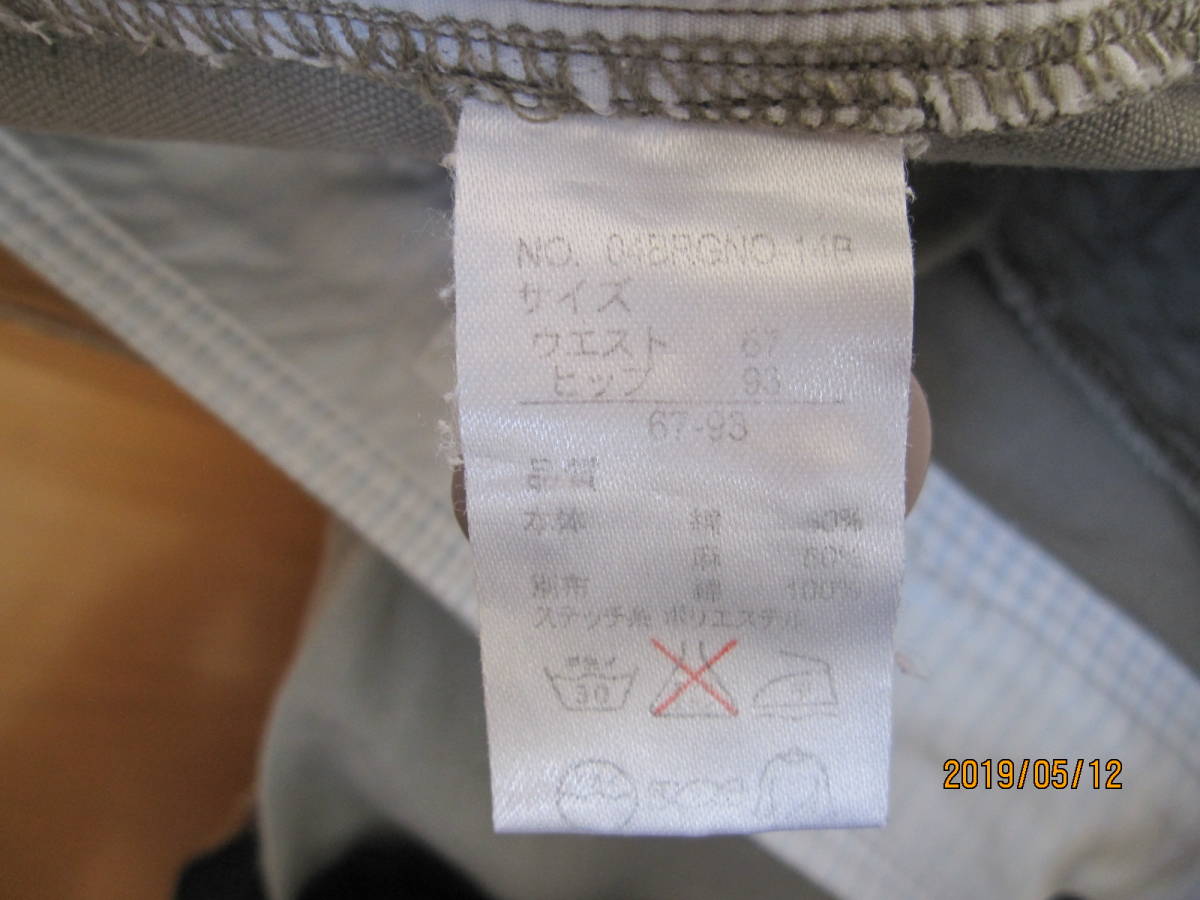 NO. 04BRGNO-11P
サイズ
ウエスト 67
ヒップ 93
67-93
品質
本体 綿 40%
麻 60%
別布 綿 100%
ステッチ糸 ポリエステル
30
2019/05/12